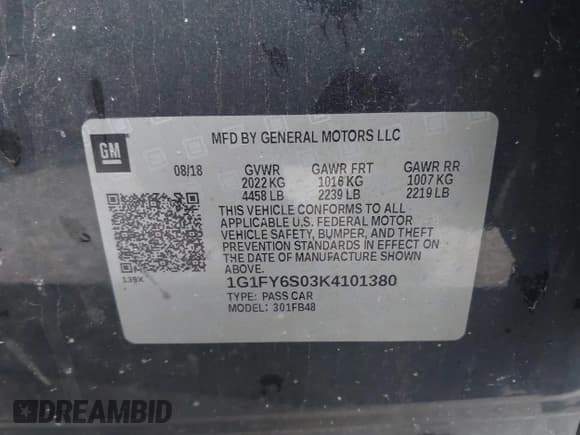 MFD BY GENERAL MOTORS LLC
GM
08/18 GVWR GAWR FRT GAWR RR
2022 KG 1016 KG 1007 KG
4458 LB 2239 LB 2219 LB
THIS VEHICLE CONFORMS TO ALL
APPLICABLE U.S. FEDERAL MOTOR
VEHICLE SAFETY, BUMPER, AND THEFT
PREVENTION STANDARDS IN EFFECT ON
THE DATE OF MANUFACTURE SHOWN
ABOVE.
139X
1G1FY6S03K4101380
TYPE: PASS CAR
MODEL: 301FB48
DREAMBID